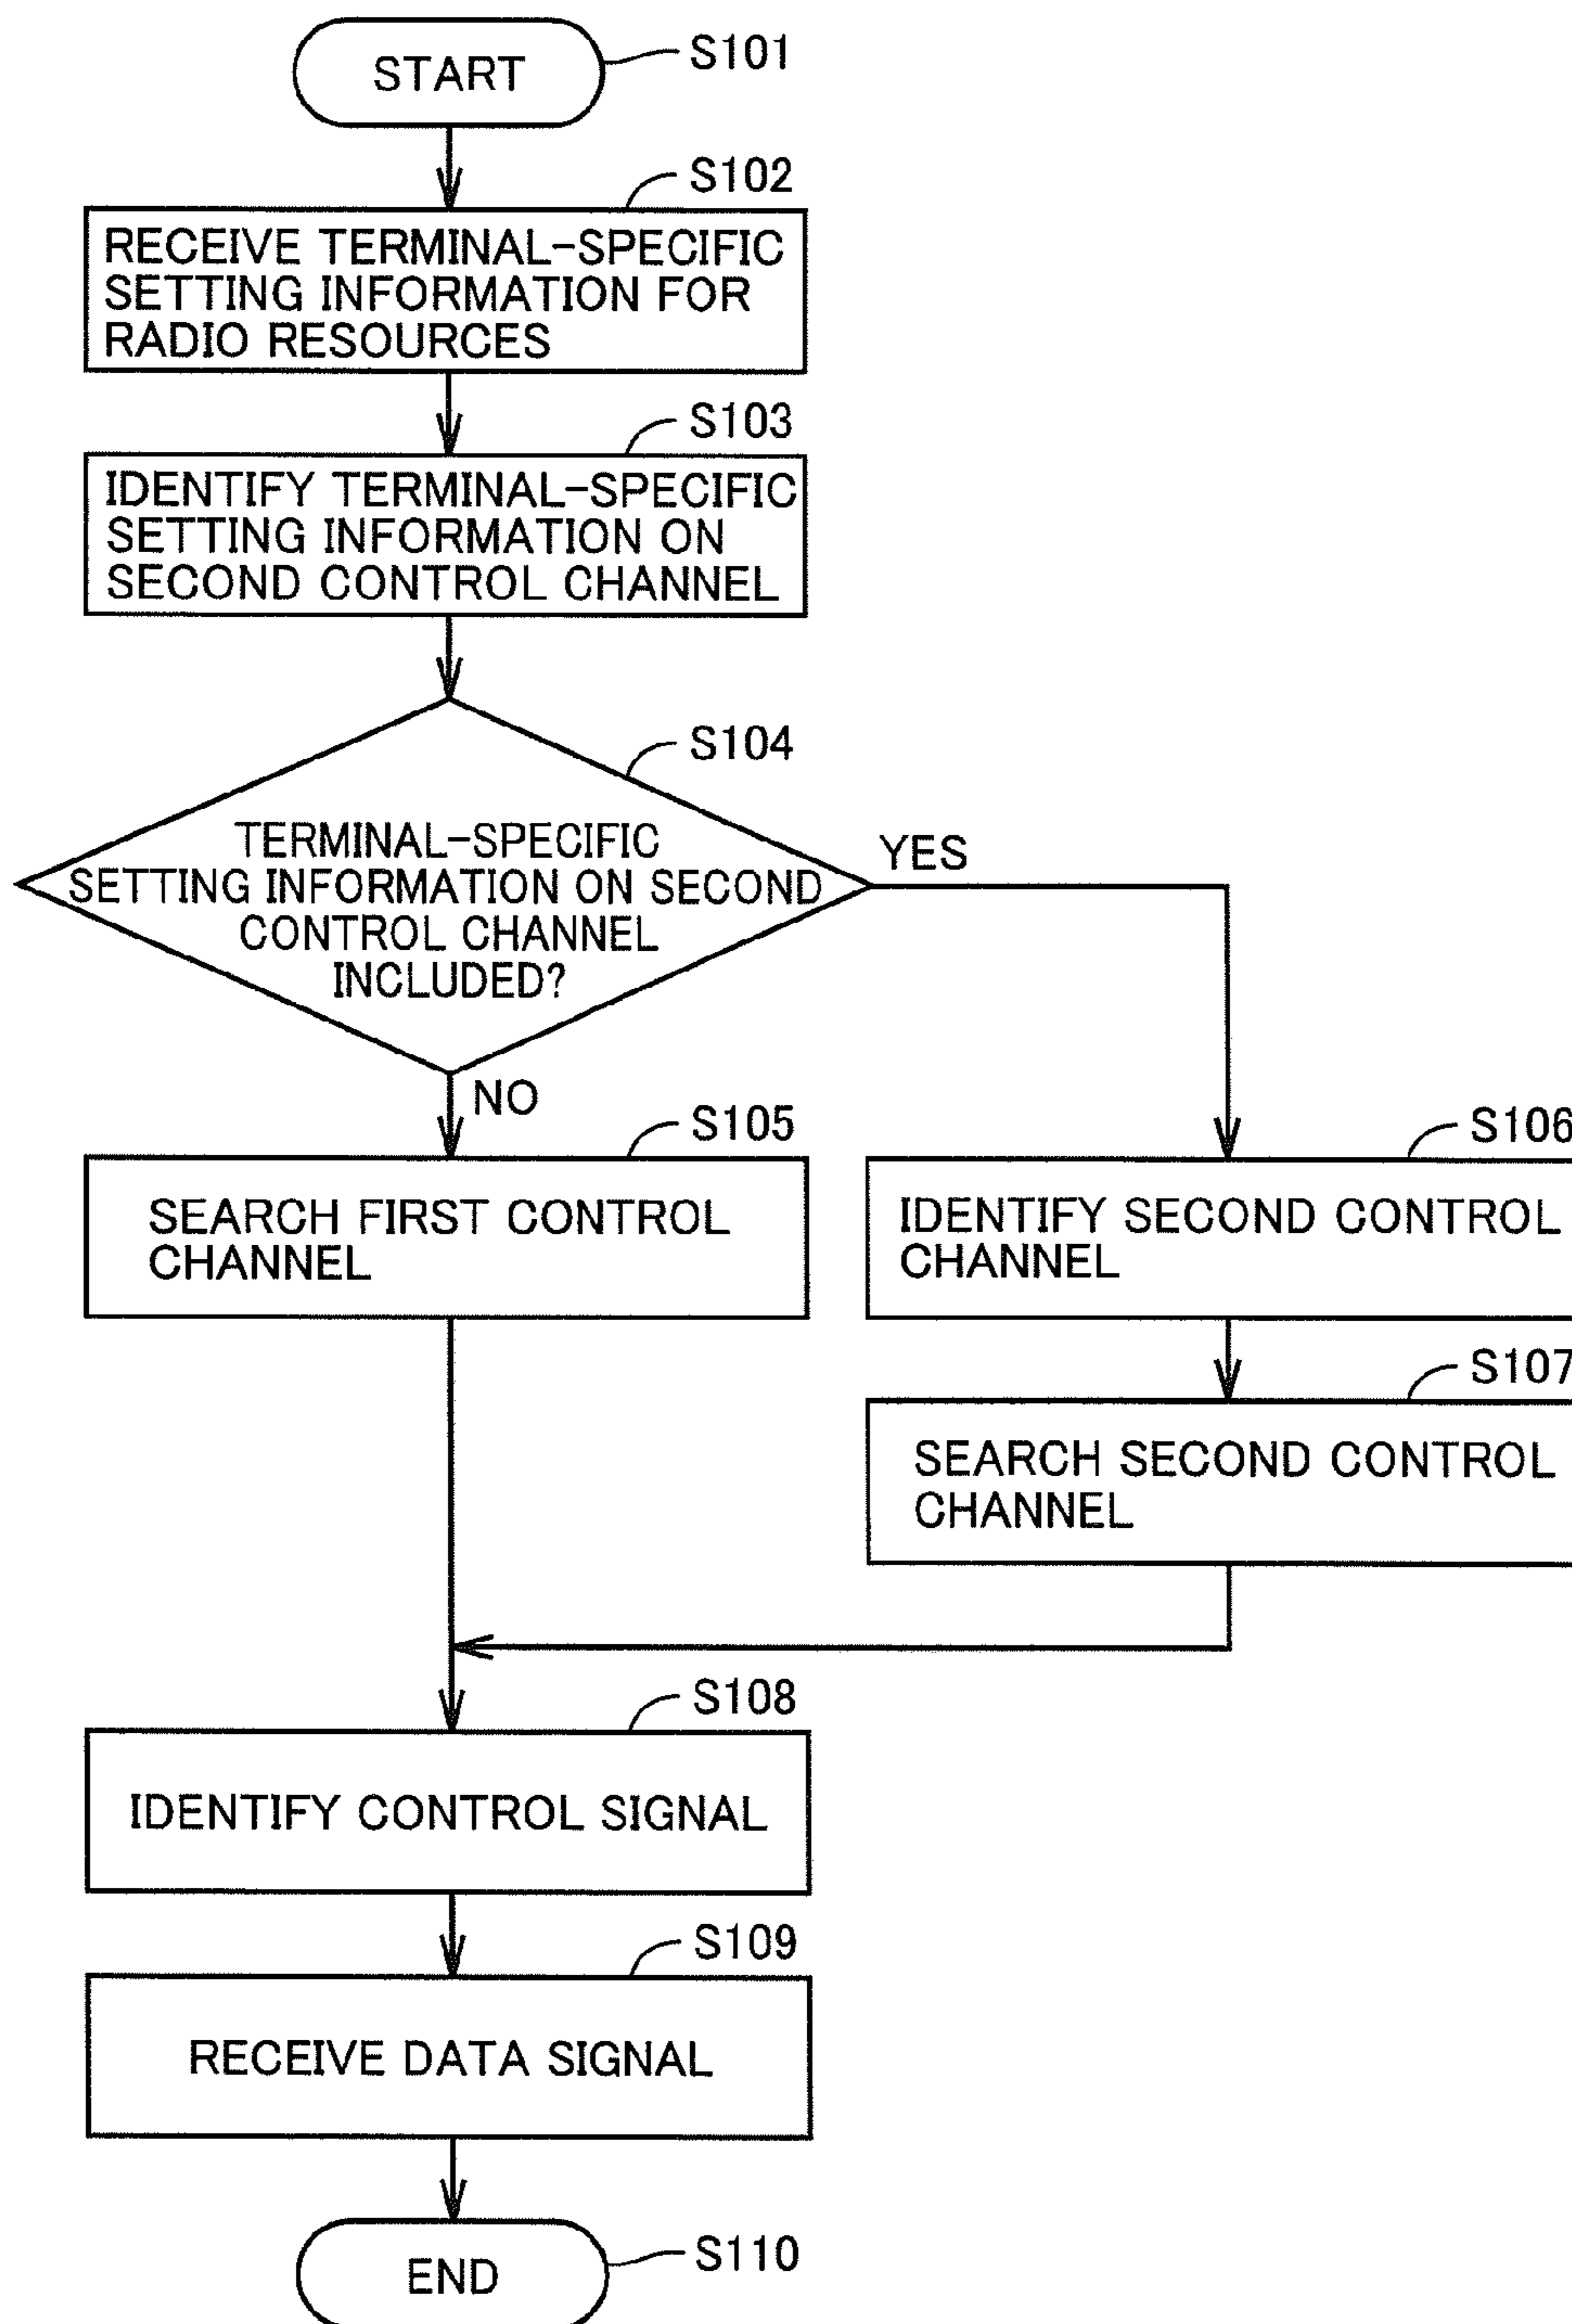 START
S101
S102
RECEIVE TERMINAL-SPECIFIC
SETTING INFORMATION FOR
RADIO RESOURCES
S103
IDENTIFY TERMINAL-SPECIFIC
SETTING INFORMATION ON
SECOND CONTROL CHANNEL
S104
TERMINAL-SPECIFIC
SETTING INFORMATION ON SECOND
CONTROL CHANNEL
INCLUDED?
YES
NO
S105
SEARCH FIRST CONTROL
CHANNEL
S106
IDENTIFY SECOND CONTROL
CHANNEL
S107
SEARCH SECOND CONTROL
CHANNEL
S108
IDENTIFY CONTROL SIGNAL
S109
RECEIVE DATA SIGNAL
END
S110